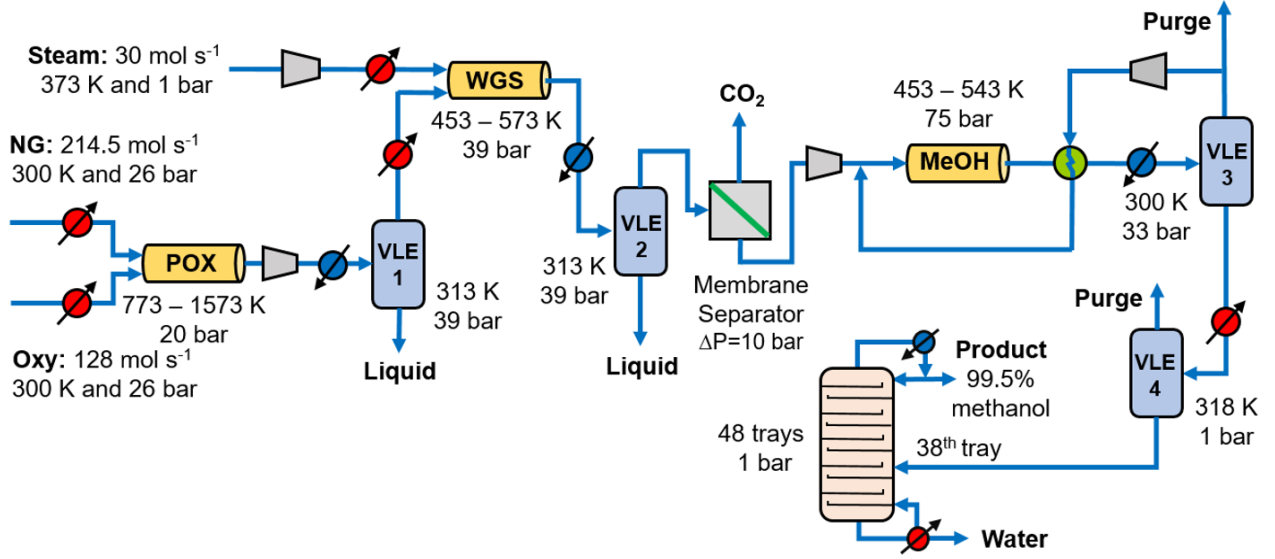 Steam: 30 mol s⁻¹
373 K and 1 bar
NG: 214.5 mol s⁻¹
300 K and 26 bar
POX
773 – 1573 K
20 bar
Oxy: 128 mol s⁻¹
300 K and 26 bar
VLE
1
313 K
39 bar
Liquid
WGS
453 – 573 K
39 bar
VLE
2
313 K
39 bar
Liquid
CO₂
Membrane
Separator
ΔP=10 bar
453 – 543 K
75 bar
MeOH
Purge
VLE
3
300 K
33 bar
Purge
VLE
4
318 K
1 bar
Product
99.5%
methanol
48 trays
1 bar
38th tray
Water